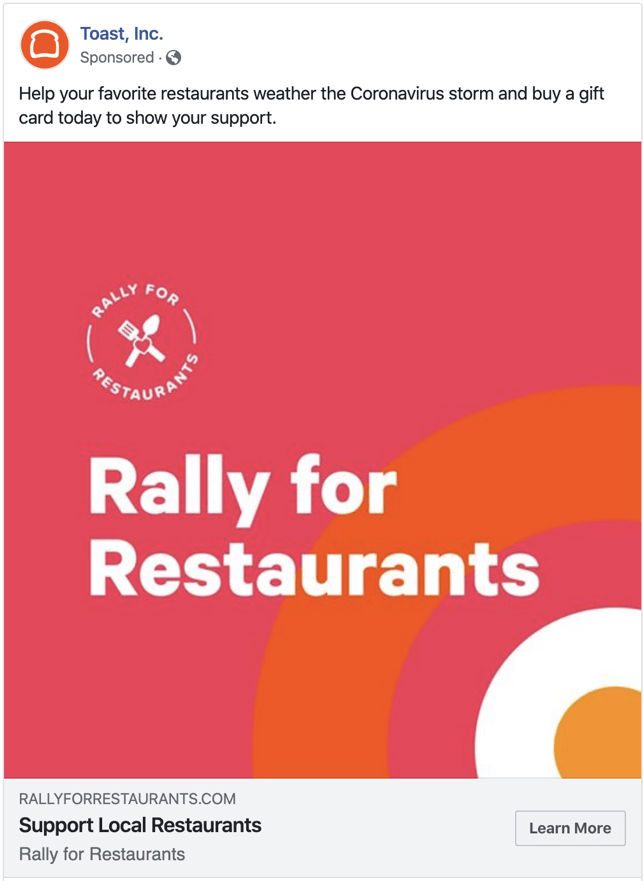 Toast, Inc.
Sponsored ·
Help your favorite restaurants weather the Coronavirus storm and buy a gift
card today to show your support.
RALLY FOR
RESTAURANTS
Rally for
Restaurants
RALLYFORRESTAURANTS.COM
Support Local Restaurants
Learn More
Rally for Restaurants